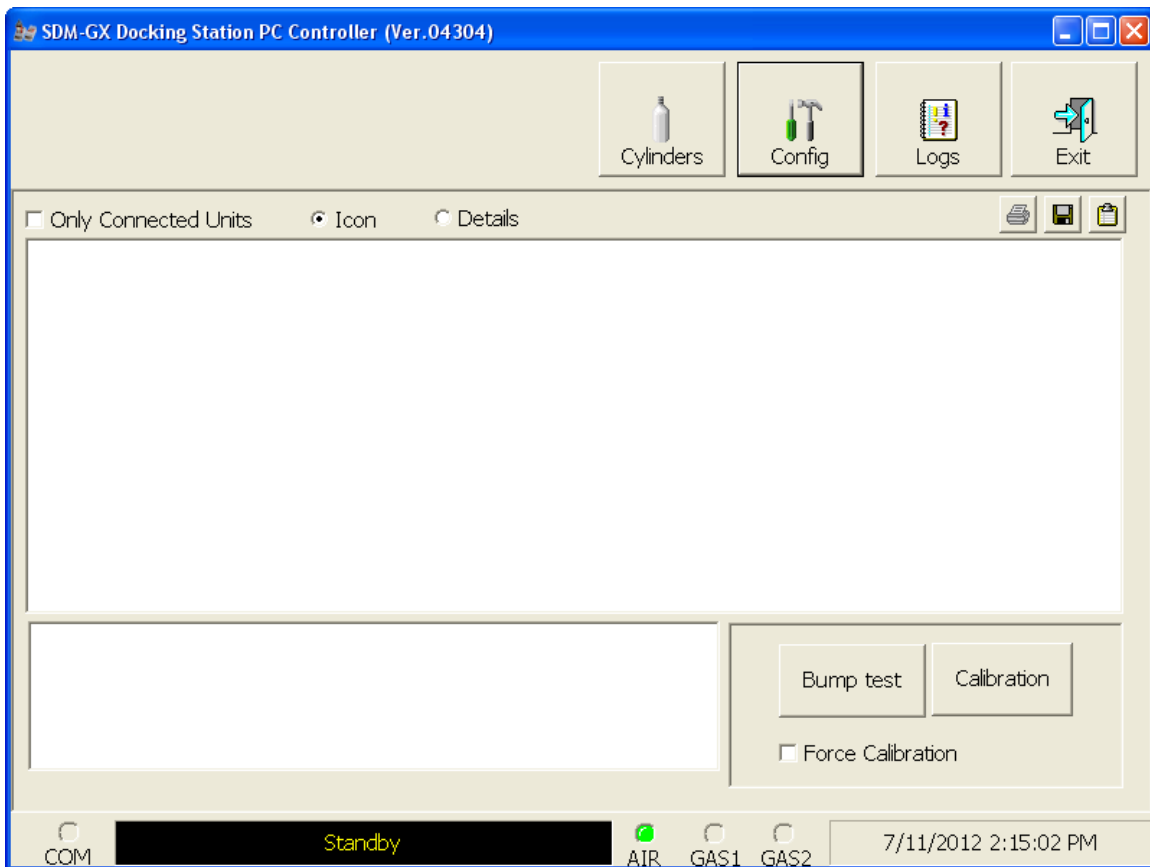 SDM-GX Docking Station PC Controller (Ver.04304)
Cylinders Config Logs Exit
Only Connected Units Icon Details
Bump test Calibration
Force Calibration
COM Standby AIR GAS1 GAS2 7/11/2012 2:15:02 PM